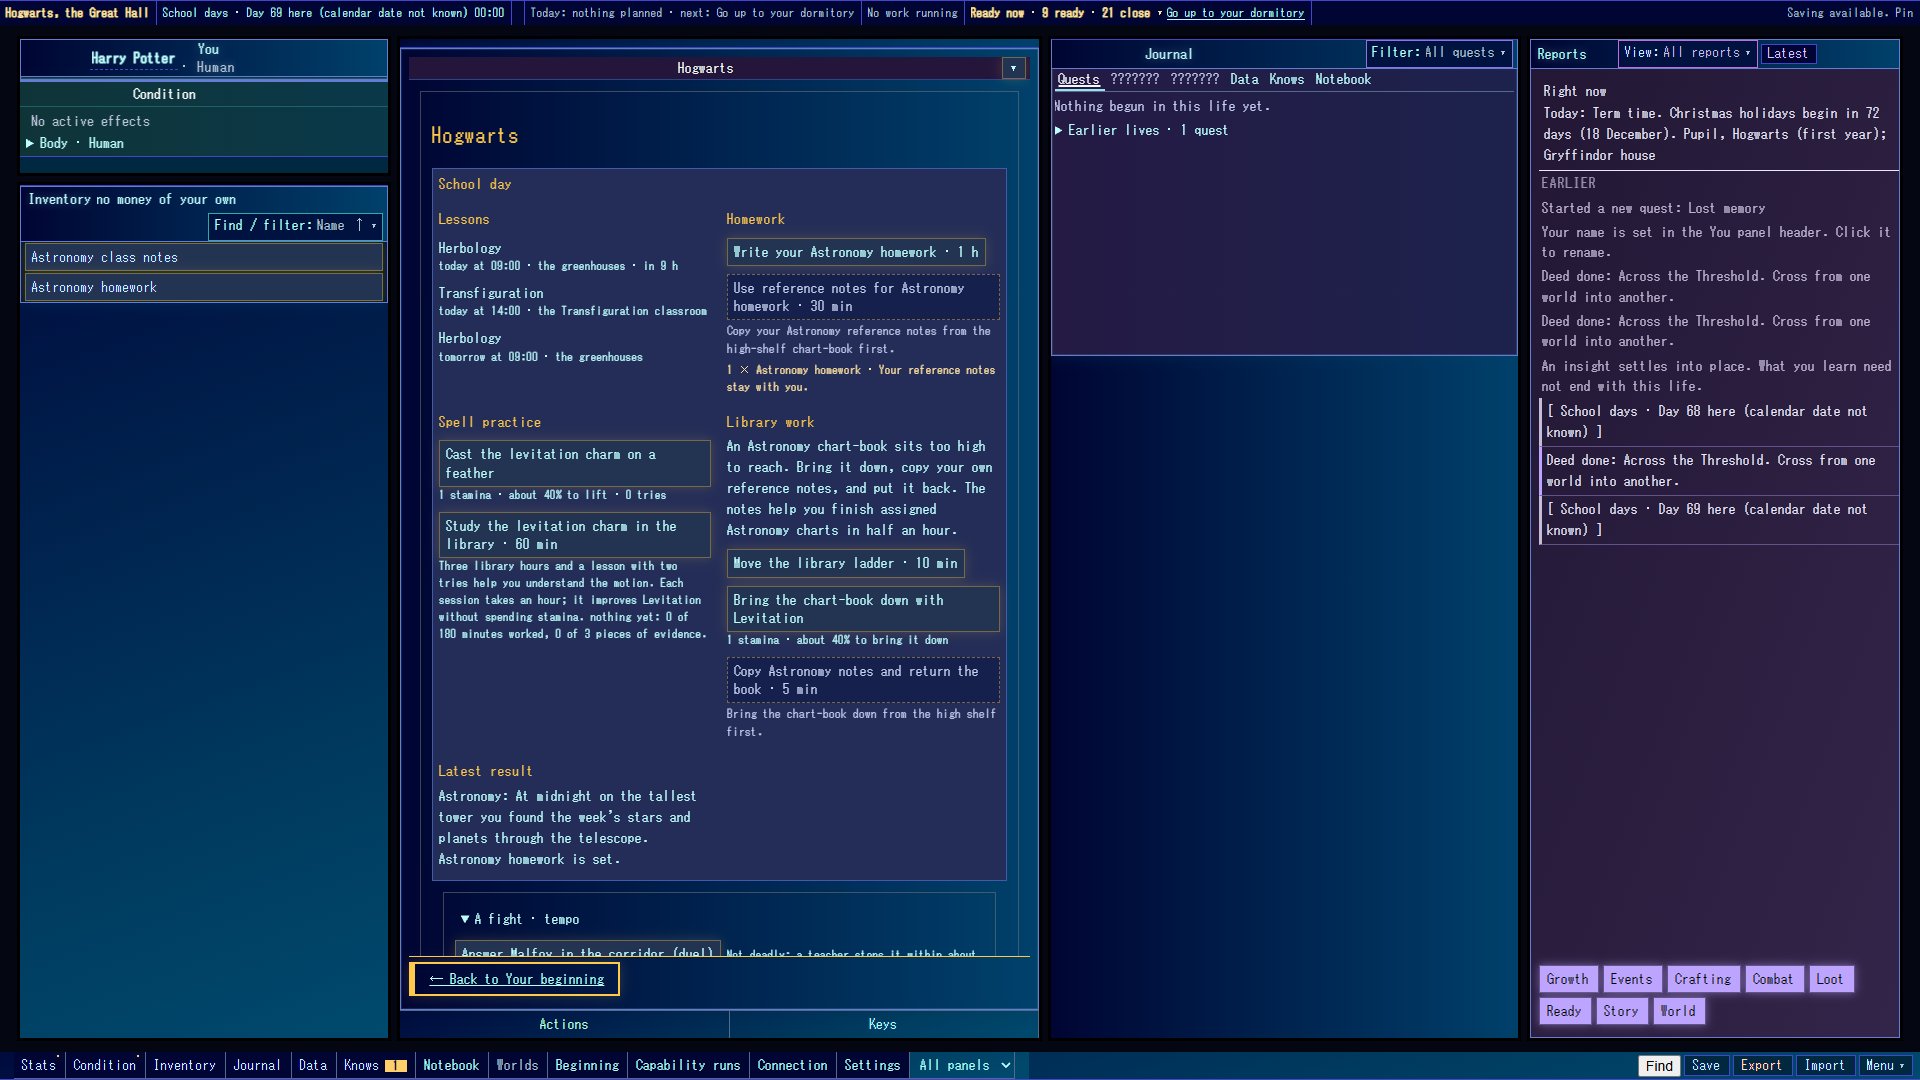 Hogwarts, the Great Hall
School days · Day 69 here (calendar date not known) 00:00
Today: nothing planned · next: Go up to your dormitory
No work running
Ready now · 9 ready · 21 close ▾ Go up to your dormitory
Saving available. Pin
Harry Potter · You
Human
Condition
No active effects
▶ Body · Human
Inventory no money of your own
Find / filter: Name ↑ ▾
Astronomy class notes
Astronomy homework
Hogwarts
▾
Hogwarts
School day
Lessons
Herbology
today at 09:00 · the greenhouses · in 9 h
Transfiguration
today at 14:00 · the Transfiguration classroom
Herbology
tomorrow at 09:00 · the greenhouses
Homework
Write your Astronomy homework · 1 h
Use reference notes for Astronomy
homework · 30 min
Copy your Astronomy reference notes from the
high-shelf chart-book first.
1 × Astronomy homework · Your reference notes
stay with you.
Spell practice
Cast the levitation charm on a
feather
1 stamina · about 40% to lift · 0 tries
Study the levitation charm in the
library · 60 min
Three library hours and a lesson with two
tries help you understand the motion. Each
session takes an hour; it improves Levitation
without spending stamina. nothing yet: 0 of
180 minutes worked, 0 of 3 pieces of evidence.
Library work
An Astronomy chart-book sits too high
to reach. Bring it down, copy your own
reference notes, and put it back. The
notes help you finish assigned
Astronomy charts in half an hour.
Move the library ladder · 10 min
Bring the chart-book down with
Levitation
1 stamina · about 40% to bring it down
Copy Astronomy notes and return the
book · 5 min
Bring the chart-book down from the high shelf
first.
Latest result
Astronomy: At midnight on the tallest
tower you found the week's stars and
planets through the telescope.
Astronomy homework is set.
▼ A fight · tempo
Answer Malfoy in the corridor (duel)
Not deadly: a teacher stops it within about
← Back to Your beginning
Actions
Keys
Journal
Filter: All quests ▾
Quests ??????? ??????? Data Knows Notebook
Nothing begun in this life yet.
▶ Earlier lives · 1 quest
Reports
View: All reports ▾
Latest
Right now
Today: Term time. Christmas holidays begin in 72
days (18 December). Pupil, Hogwarts (first year);
Gryffindor house
EARLIER
Started a new quest: Lost memory
Your name is set in the You panel header. Click it
to rename.
Deed done: Across the Threshold. Cross from one
world into another.
Deed done: Across the Threshold. Cross from one
world into another.
An insight settles into place. What you learn need
not end with this life.
[ School days · Day 68 here (calendar date not
known) ]
Deed done: Across the Threshold. Cross from one
world into another.
[ School days · Day 69 here (calendar date not
known) ]
Growth Events Crafting Combat Loot
Ready Story World
Stats Condition Inventory Journal Data Knows 1 Notebook Worlds Beginning Capability runs Connection Settings All panels
Find Save Export Import Menu ▾